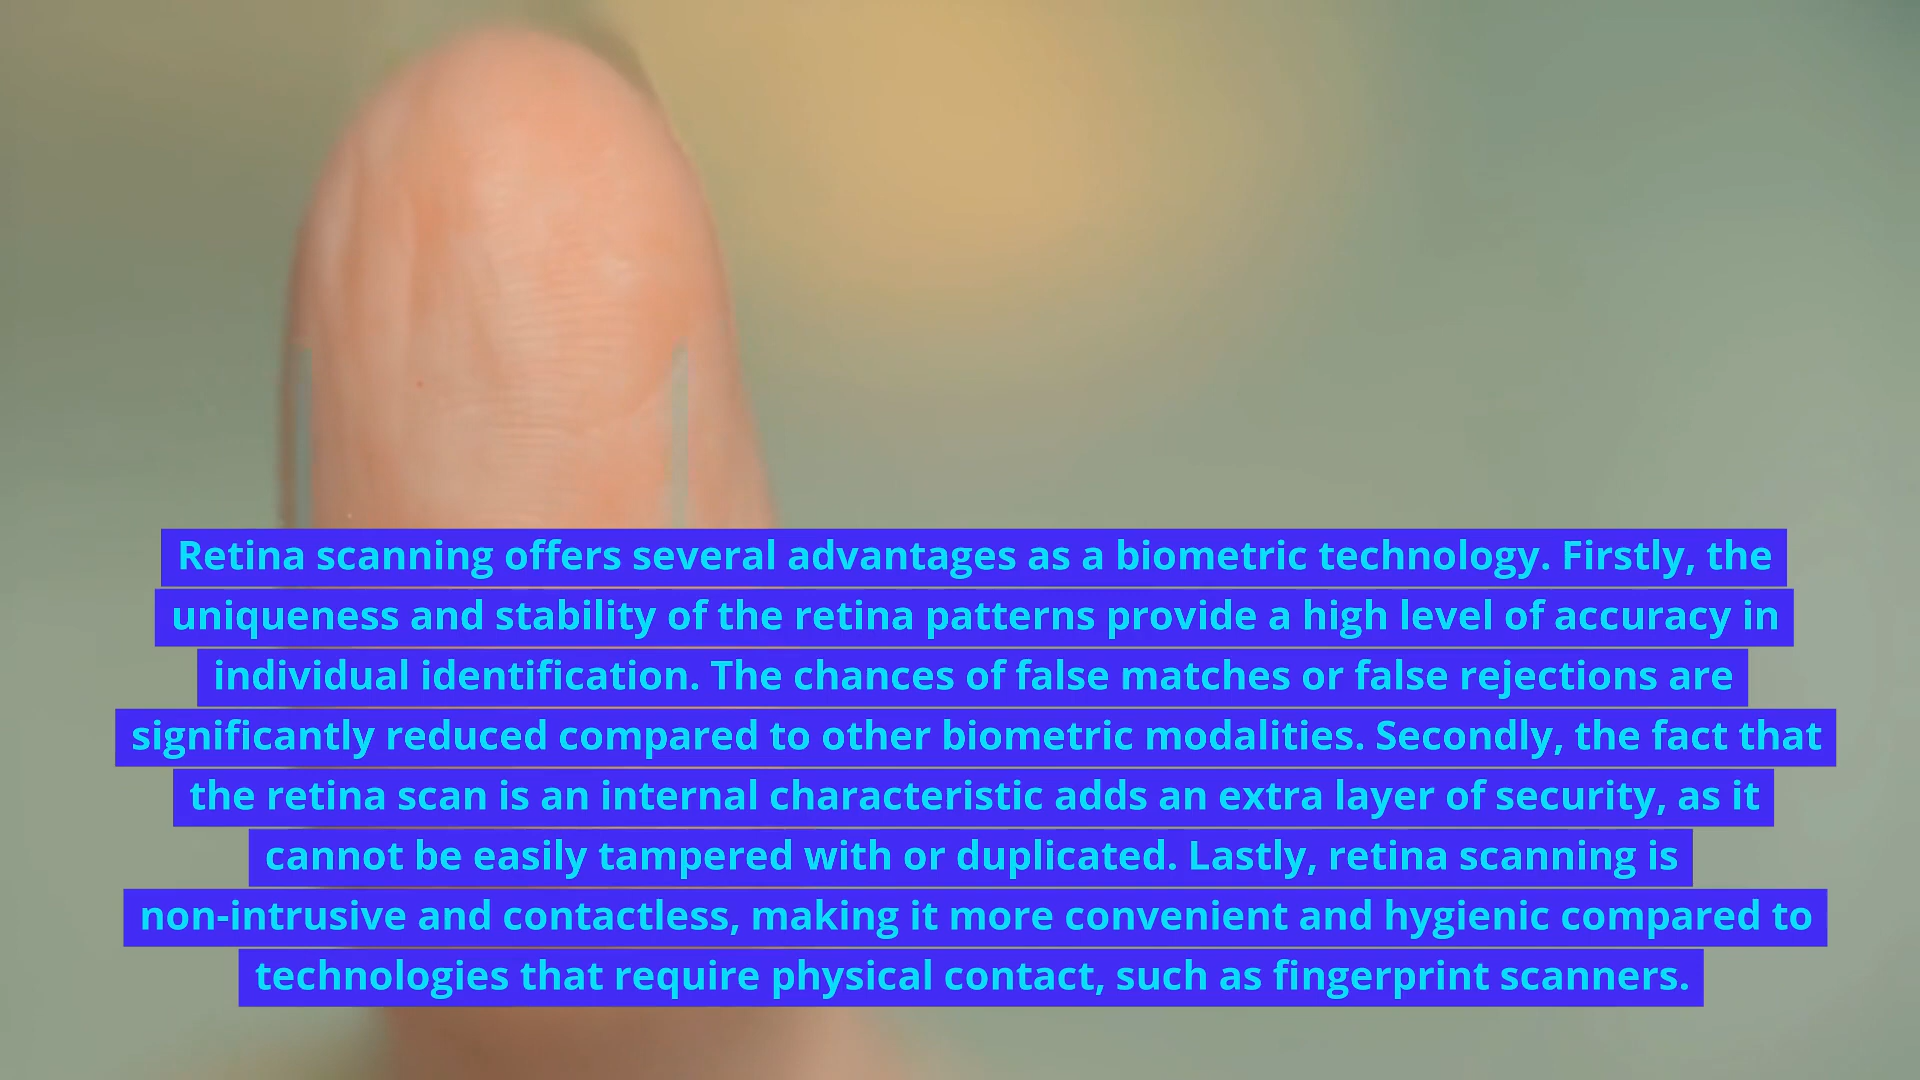 Retina scanning offers several advantages as a biometric technology. Firstly, the
uniqueness and stability of the retina patterns provide a high level of accuracy in
individual identification. The chances of false matches or false rejections are
significantly reduced compared to other biometric modalities. Secondly, the fact that
the retina scan is an internal characteristic adds an extra layer of security, as it
cannot be easily tampered with or duplicated. Lastly, retina scanning is
non-intrusive and contactless, making it more convenient and hygienic compared to
technologies that require physical contact, such as fingerprint scanners.